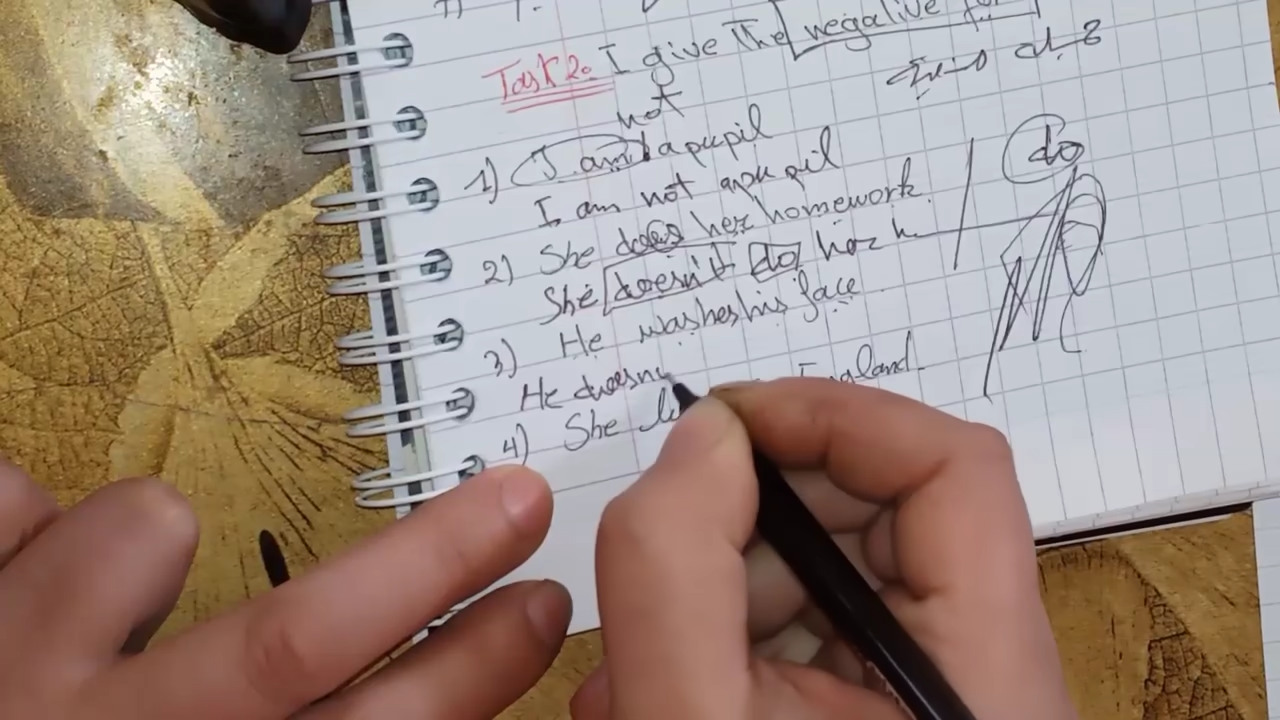 Task 2: I give The negative
not
1) I am a pupil
I am not a pupil
2) She does her homework.
She doesn't do her h
3) He washes his face
He doesn
4) She England.
do